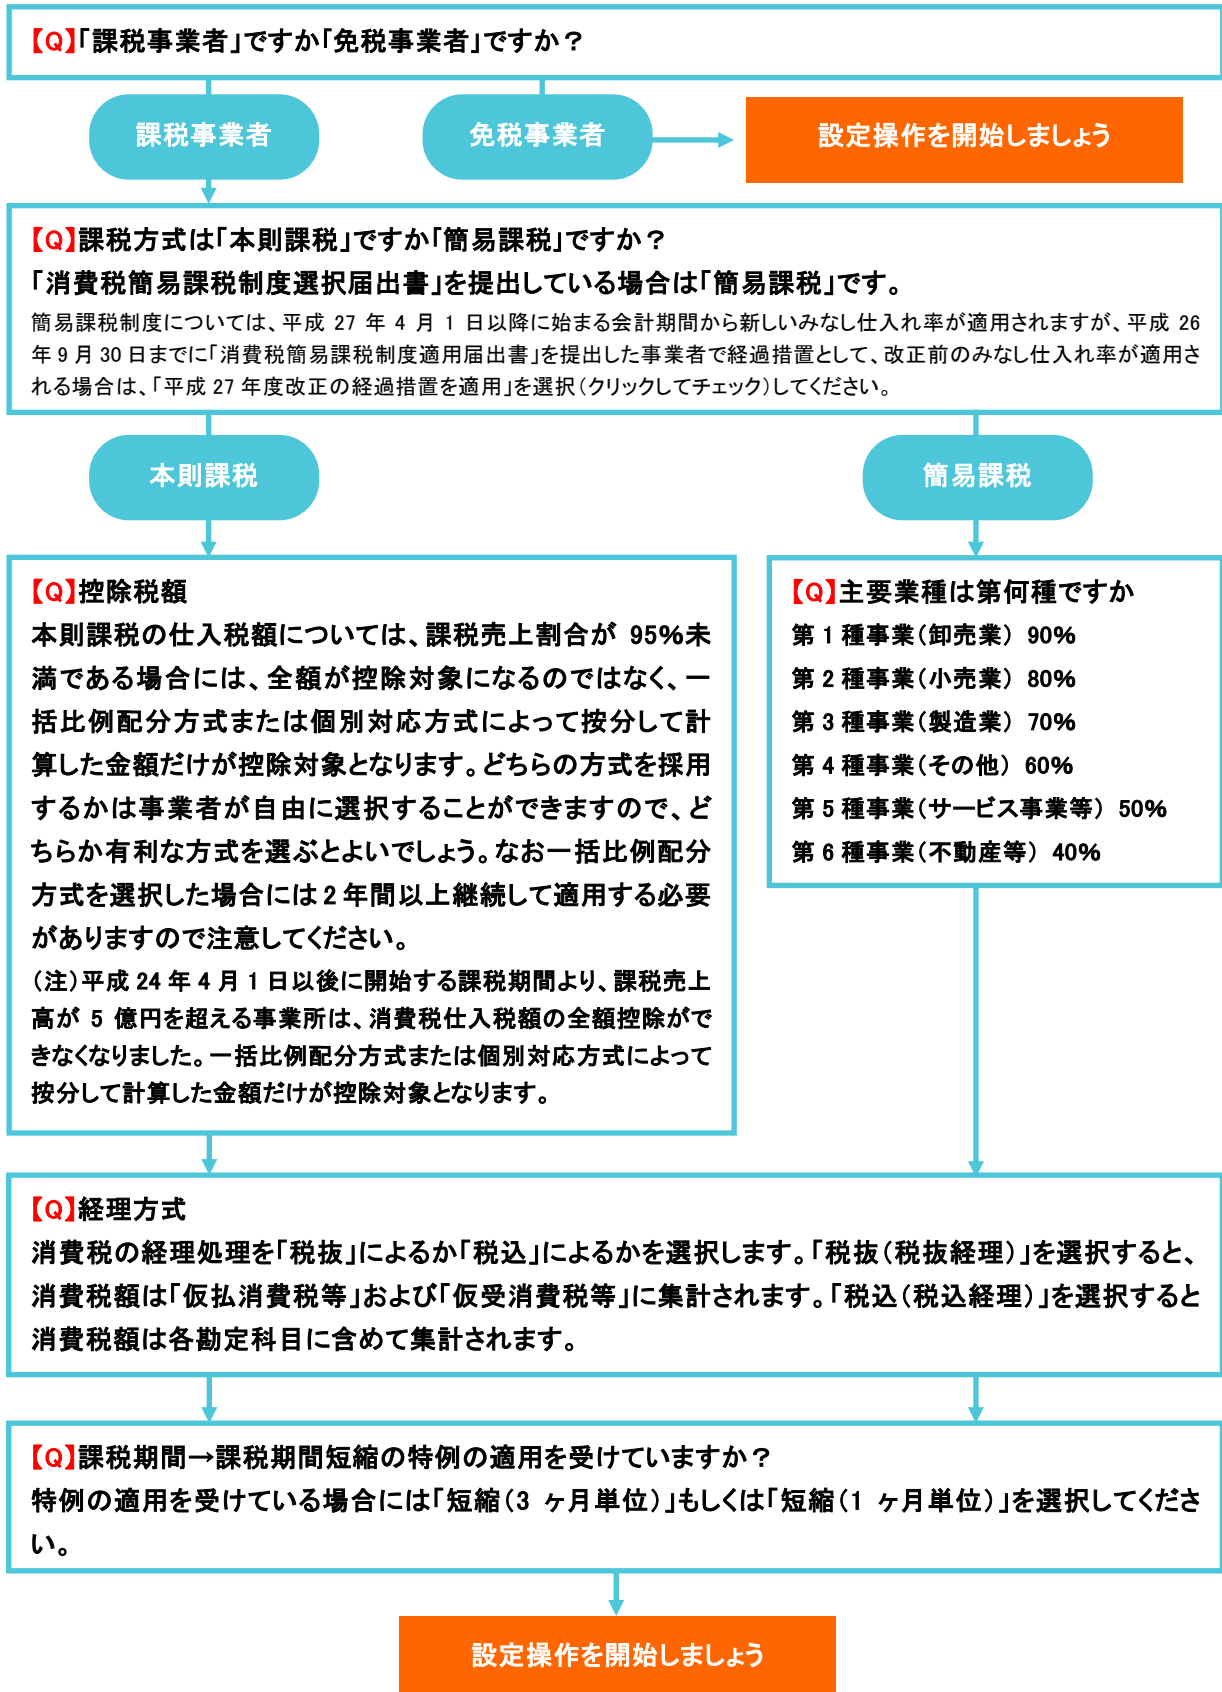 【Q】「課税事業者」ですか「免税事業者」ですか？
課税事業者
免税事業者
設定操作を開始しましょう
【Q】課税方式は「本則課税」ですか「簡易課税」ですか？
「消費税簡易課税制度選択届出書」を提出している場合は「簡易課税」です。
簡易課税制度については、平成 27 年 4 月 1 日以降に始まる会計期間から新しいみなし仕入れ率が適用されますが、平成 26
年 9 月 30 日までに「消費税簡易課税制度適用届出書」を提出した事業者で経過措置として、改正前のみなし仕入れ率が適用さ
れる場合は、「平成 27 年度改正の経過措置を適用」を選択（クリックしてチェック）してください。
本則課税
簡易課税
【Q】控除税額
本則課税の仕入税額については、課税売上割合が 95%未
満である場合には、全額が控除対象になるのではなく、一
括比例配分方式または個別対応方式によって按分して計
算した金額だけが控除対象となります。どちらの方式を採用
するかは事業者が自由に選択することができますので、ど
ちらか有利な方式を選ぶとよいでしょう。なお一括比例配分
方式を選択した場合には 2 年間以上継続して適用する必要
がありますので注意してください。
（注）平成 24 年 4 月 1 日以後に開始する課税期間より、課税売上
高が 5 億円を超える事業所は、消費税仕入税額の全額控除がで
きなくなりました。一括比例配分方式または個別対応方式によって
按分して計算した金額だけが控除対象となります。
【Q】主要業種は第何種ですか
第 1 種事業（卸売業） 90%
第 2 種事業（小売業） 80%
第 3 種事業（製造業） 70%
第 4 種事業（その他） 60%
第 5 種事業（サービス事業等） 50%
第 6 種事業（不動産等） 40%
【Q】経理方式
消費税の経理処理を「税抜」によるか「税込」によるかを選択します。「税抜（税抜経理）」を選択すると、
消費税額は「仮払消費税等」および「仮受消費税等」に集計されます。「税込（税込経理）」を選択すると
消費税額は各勘定科目に含めて集計されます。
【Q】課税期間→課税期間短縮の特例の適用を受けていますか？
特例の適用を受けている場合には「短縮（3 ヶ月単位）」もしくは「短縮（1 ヶ月単位）」を選択してくださ
い。
設定操作を開始しましょう